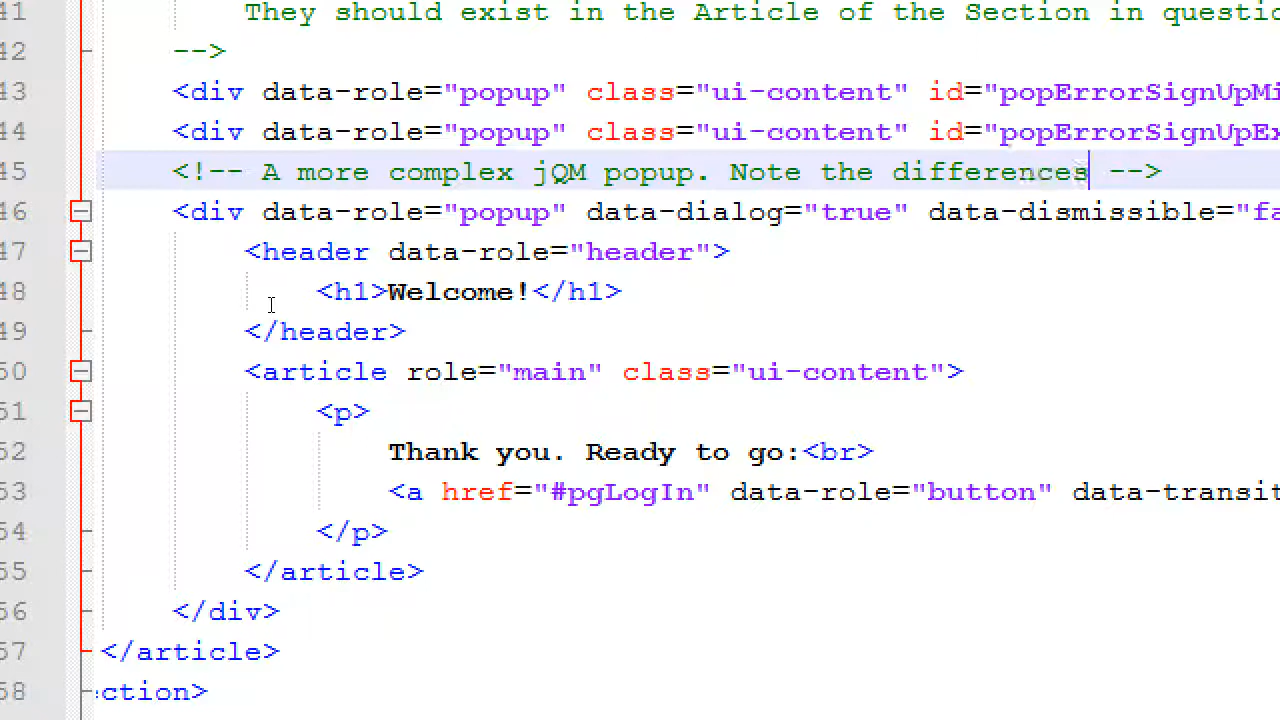 41 They should exist in the Article of the Section in questio
42 -->
43 <div data-role="popup" class="ui-content" id="popErrorSignUpMi
44 <div data-role="popup" class="ui-content" id="popErrorSignUpEx
45 <!-- A more complex jQM popup. Note the differences -->
46 <div data-role="popup" data-dialog="true" data-dismissible="fa
47 <header data-role="header">
48 <h1>Welcome!</h1>
49 </header>
50 <article role="main" class="ui-content">
51 <p>
52 Thank you. Ready to go:<br>
53 <a href="#pgLogIn" data-role="button" data-transit
54 </p>
55 </article>
56 </div>
57 </article>
58 ction>